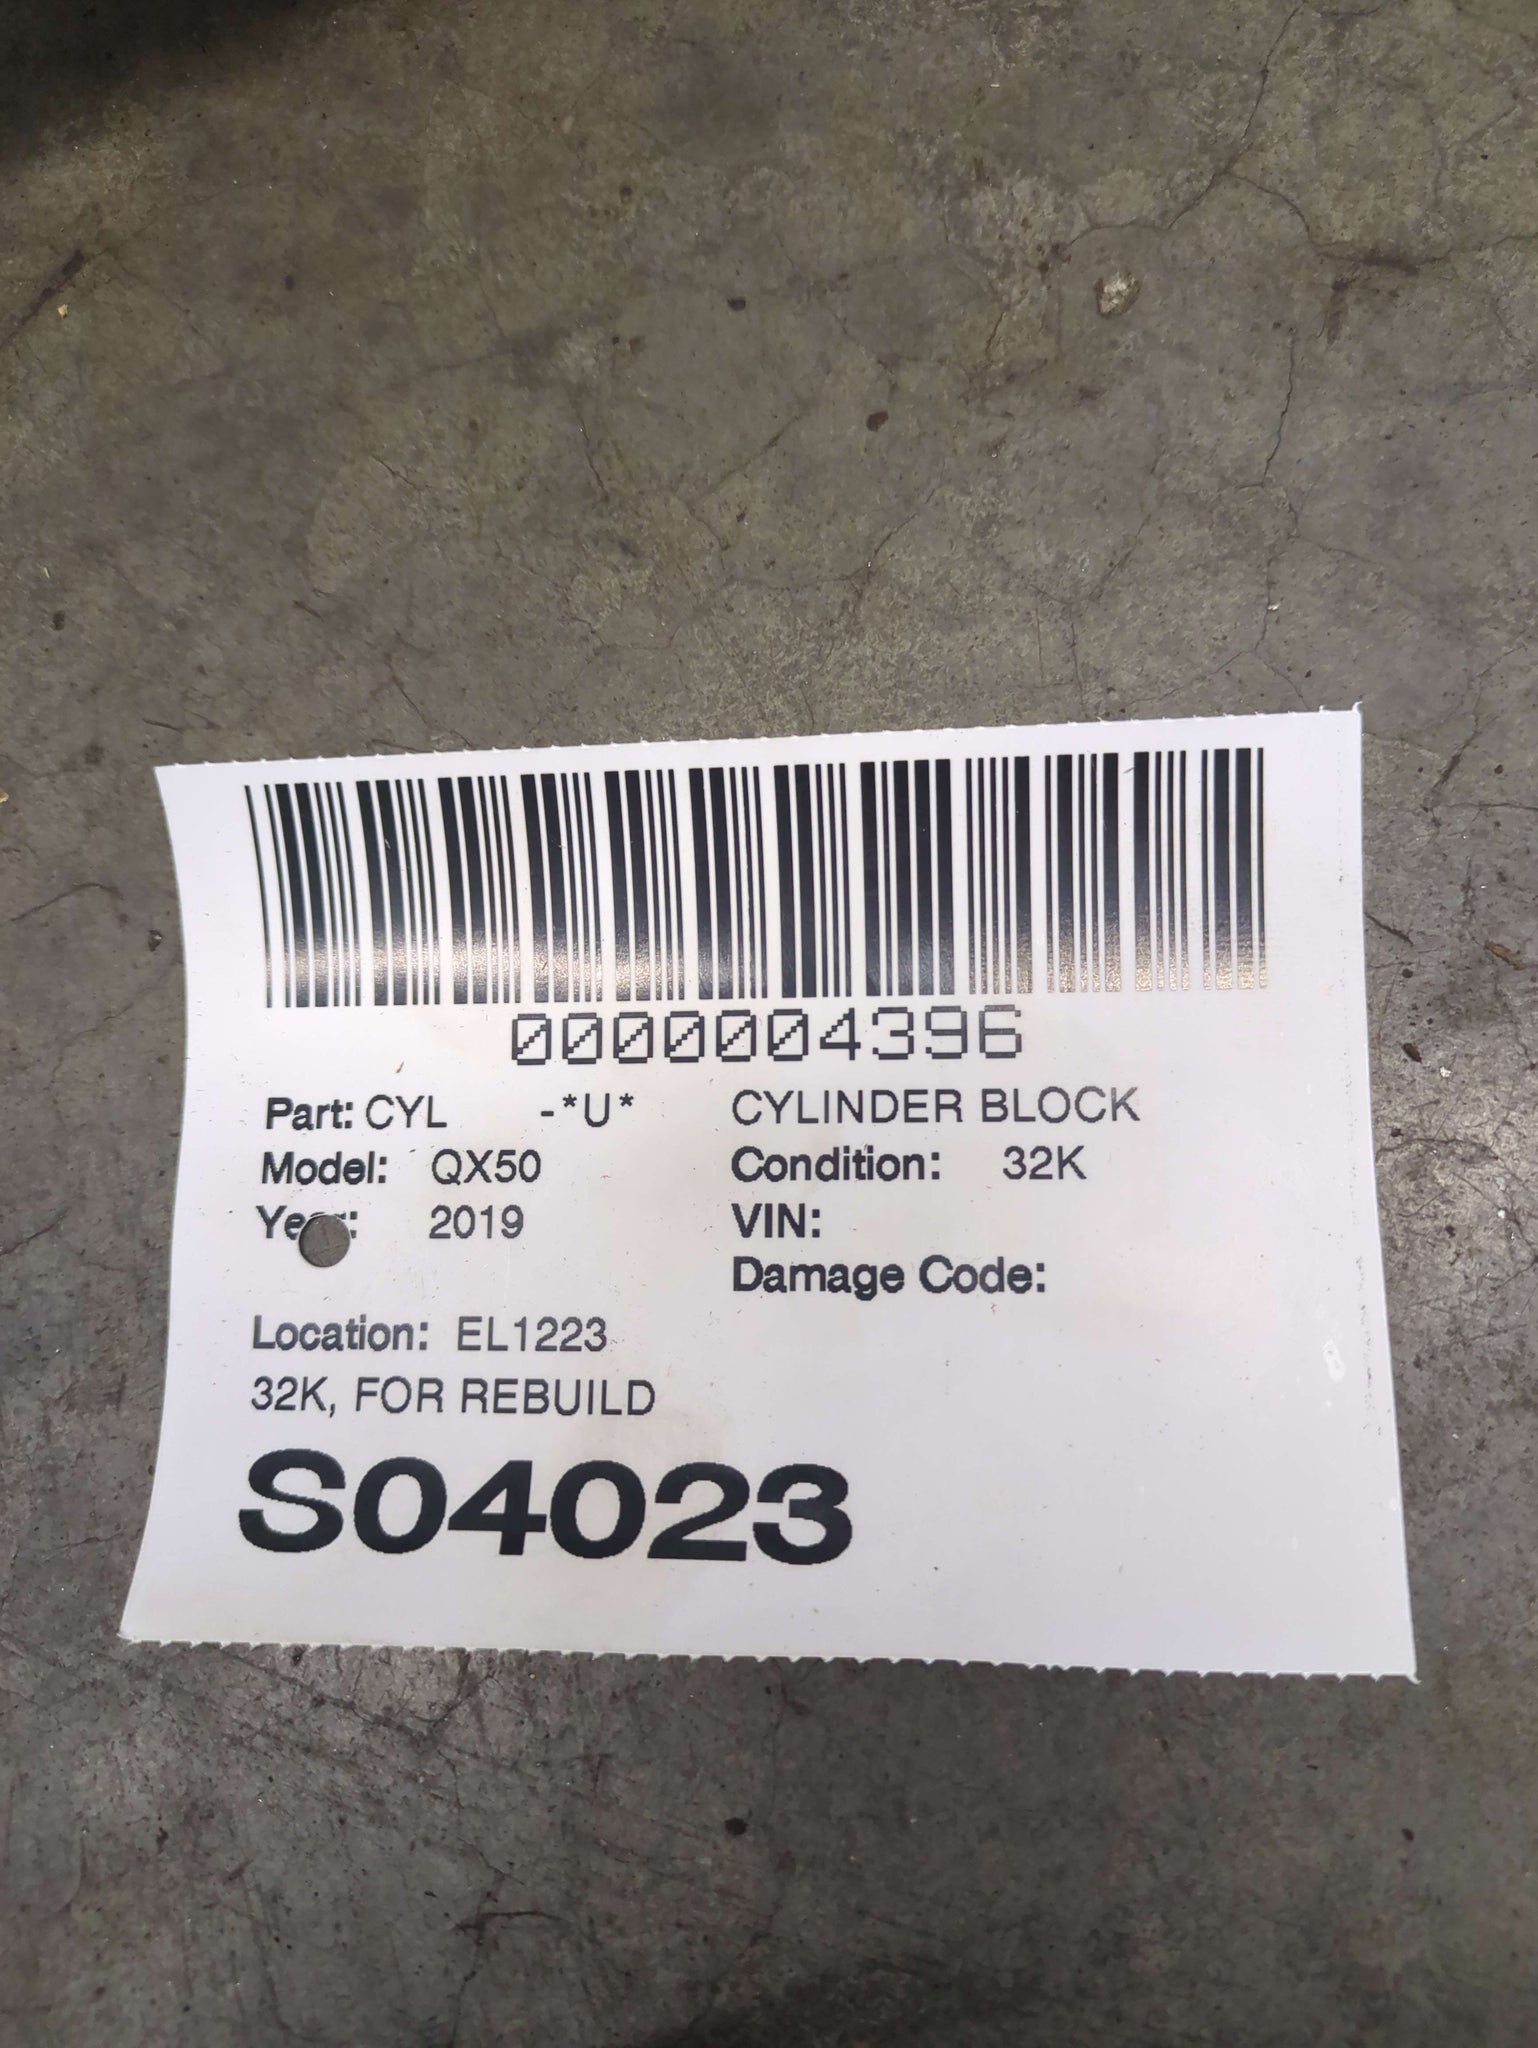 0000004396
Part: CYL -*U* CYLINDER BLOCK
Model: QX50 Condition: 32K
Year: 2019 VIN:
Damage Code:
Location: EL1223
32K, FOR REBUILD
S04023